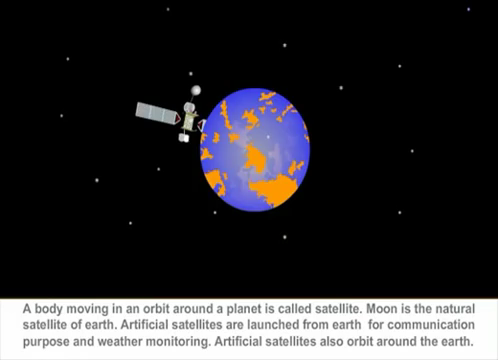 A body moving in an orbit around a planet is called satellite. Moon is the natural
satellite of earth. Artificial satellites are launched from earth for communication
purpose and weather monitoring. Artificial satellites also orbit around the earth.